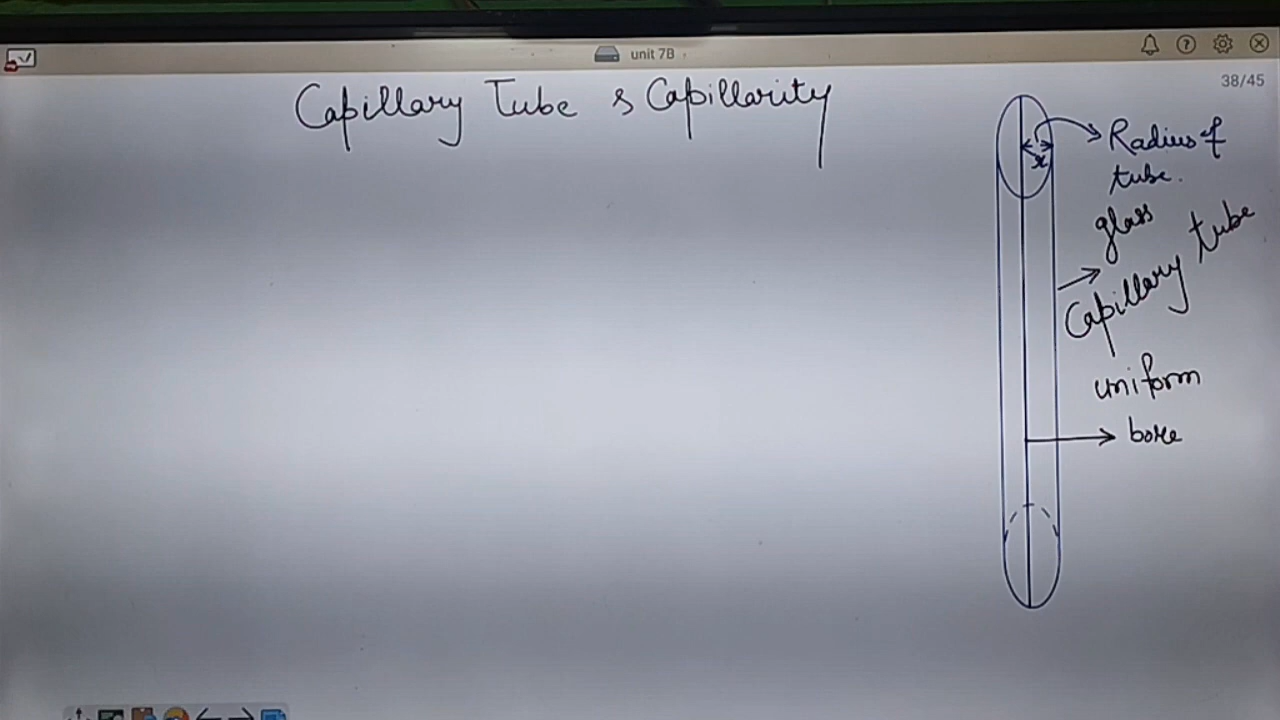 unit 7B
38/45
Capillary Tube & Capillarity
Radius of
tube.
r
glass
Capillary tube
uniform
bore